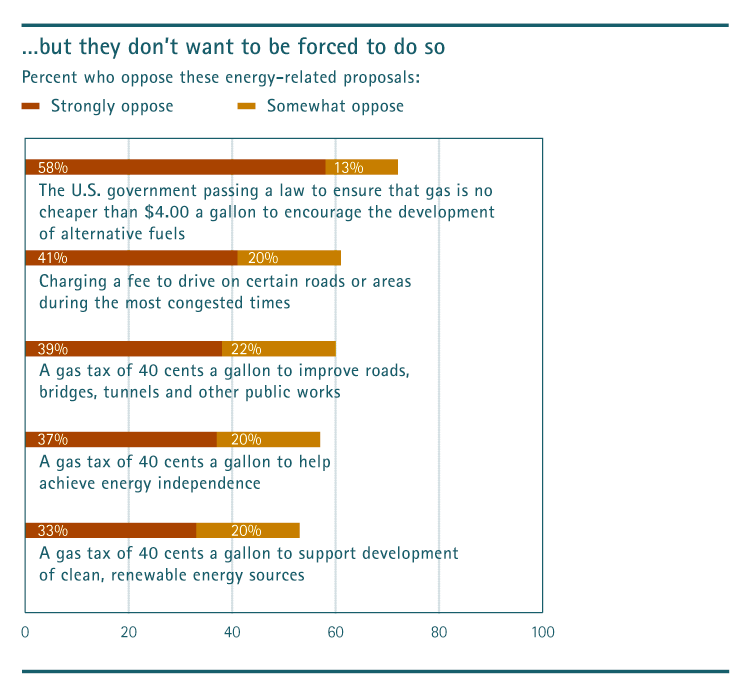 ...but they don't want to be forced to do so
Percent who oppose these energy-related proposals:
Strongly oppose Somewhat oppose
58% 13%
The U.S. government passing a law to ensure that gas is no
cheaper than $4.00 a gallon to encourage the development
of alternative fuels
41% 20%
Charging a fee to drive on certain roads or areas
during the most congested times
39% 22%
A gas tax of 40 cents a gallon to improve roads,
bridges, tunnels and other public works
37% 20%
A gas tax of 40 cents a gallon to help
achieve energy independence
33% 20%
A gas tax of 40 cents a gallon to support development
of clean, renewable energy sources
0 20 40 60 80 100